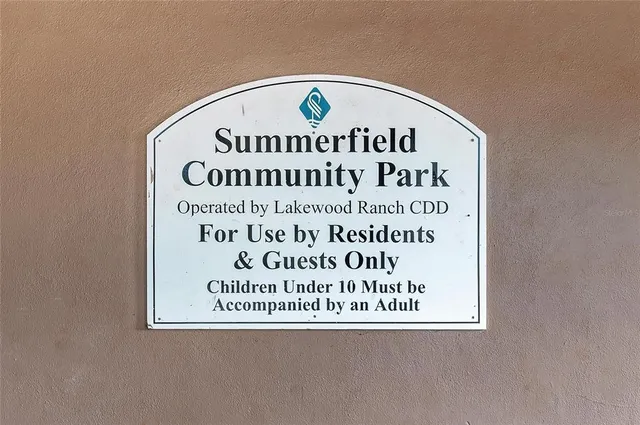 Summerfield
Community Park
Operated by Lakewood Ranch CDD
For Use by Residents
& Guests Only
Children Under 10 Must be
Accompanied by an Adult